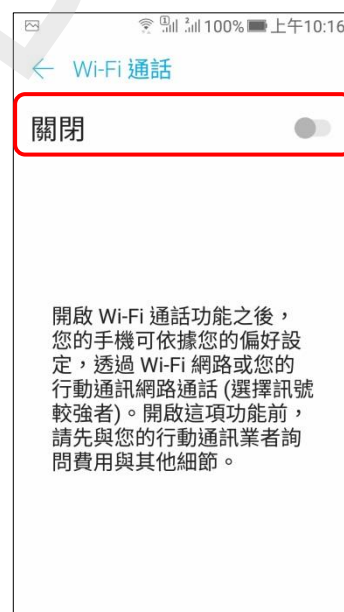 100% 上午10:16
Wi-Fi 通話
關閉
開啟 Wi-Fi 通話功能之後，
您的手機可依據您的偏好設
定，透過 Wi-Fi 網路或您的
行動通訊網路通話 (選擇訊號
較強者)。開啟這項功能前，
請先與您的行動通訊業者詢
問費用與其他細節。